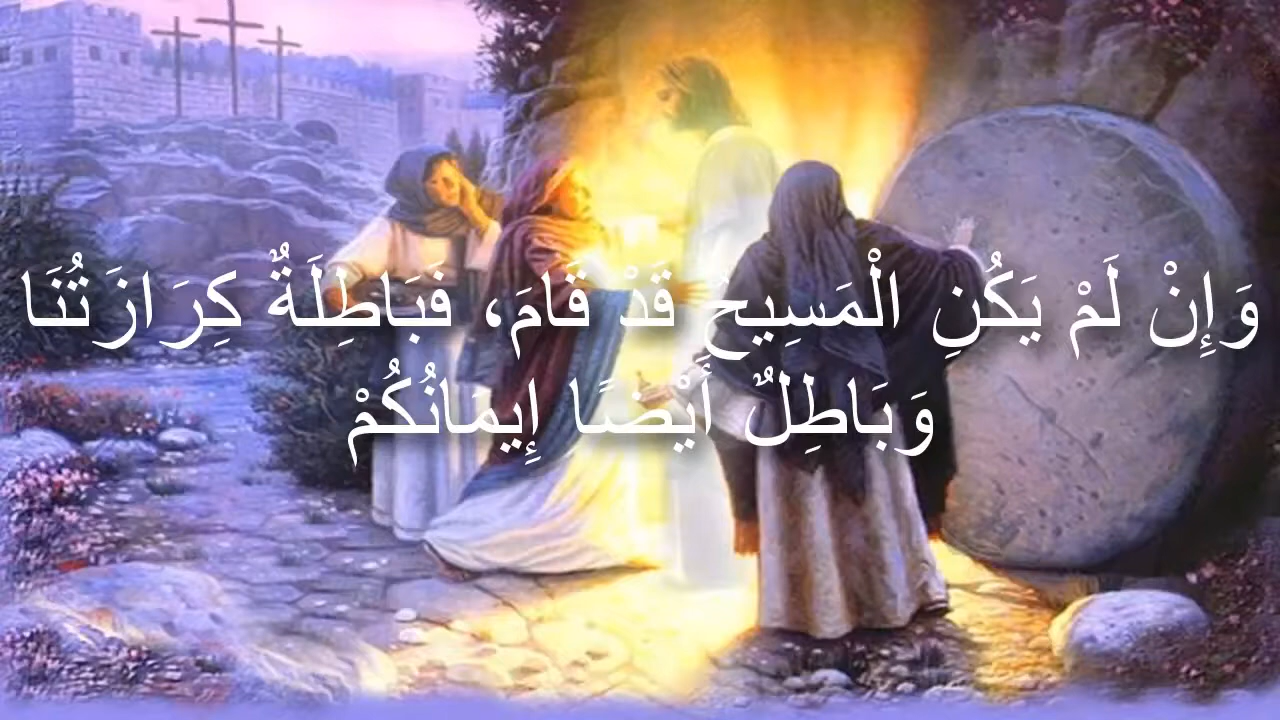 وَإِنْ لَمْ يَكُنِ الْمَسِيحُ قَدْ قَامَ، فَبَاطِلَةٌ كِرَازَتُنَا
وَبَاطِلٌ أَيْضًا إِيمَانُكُمْ